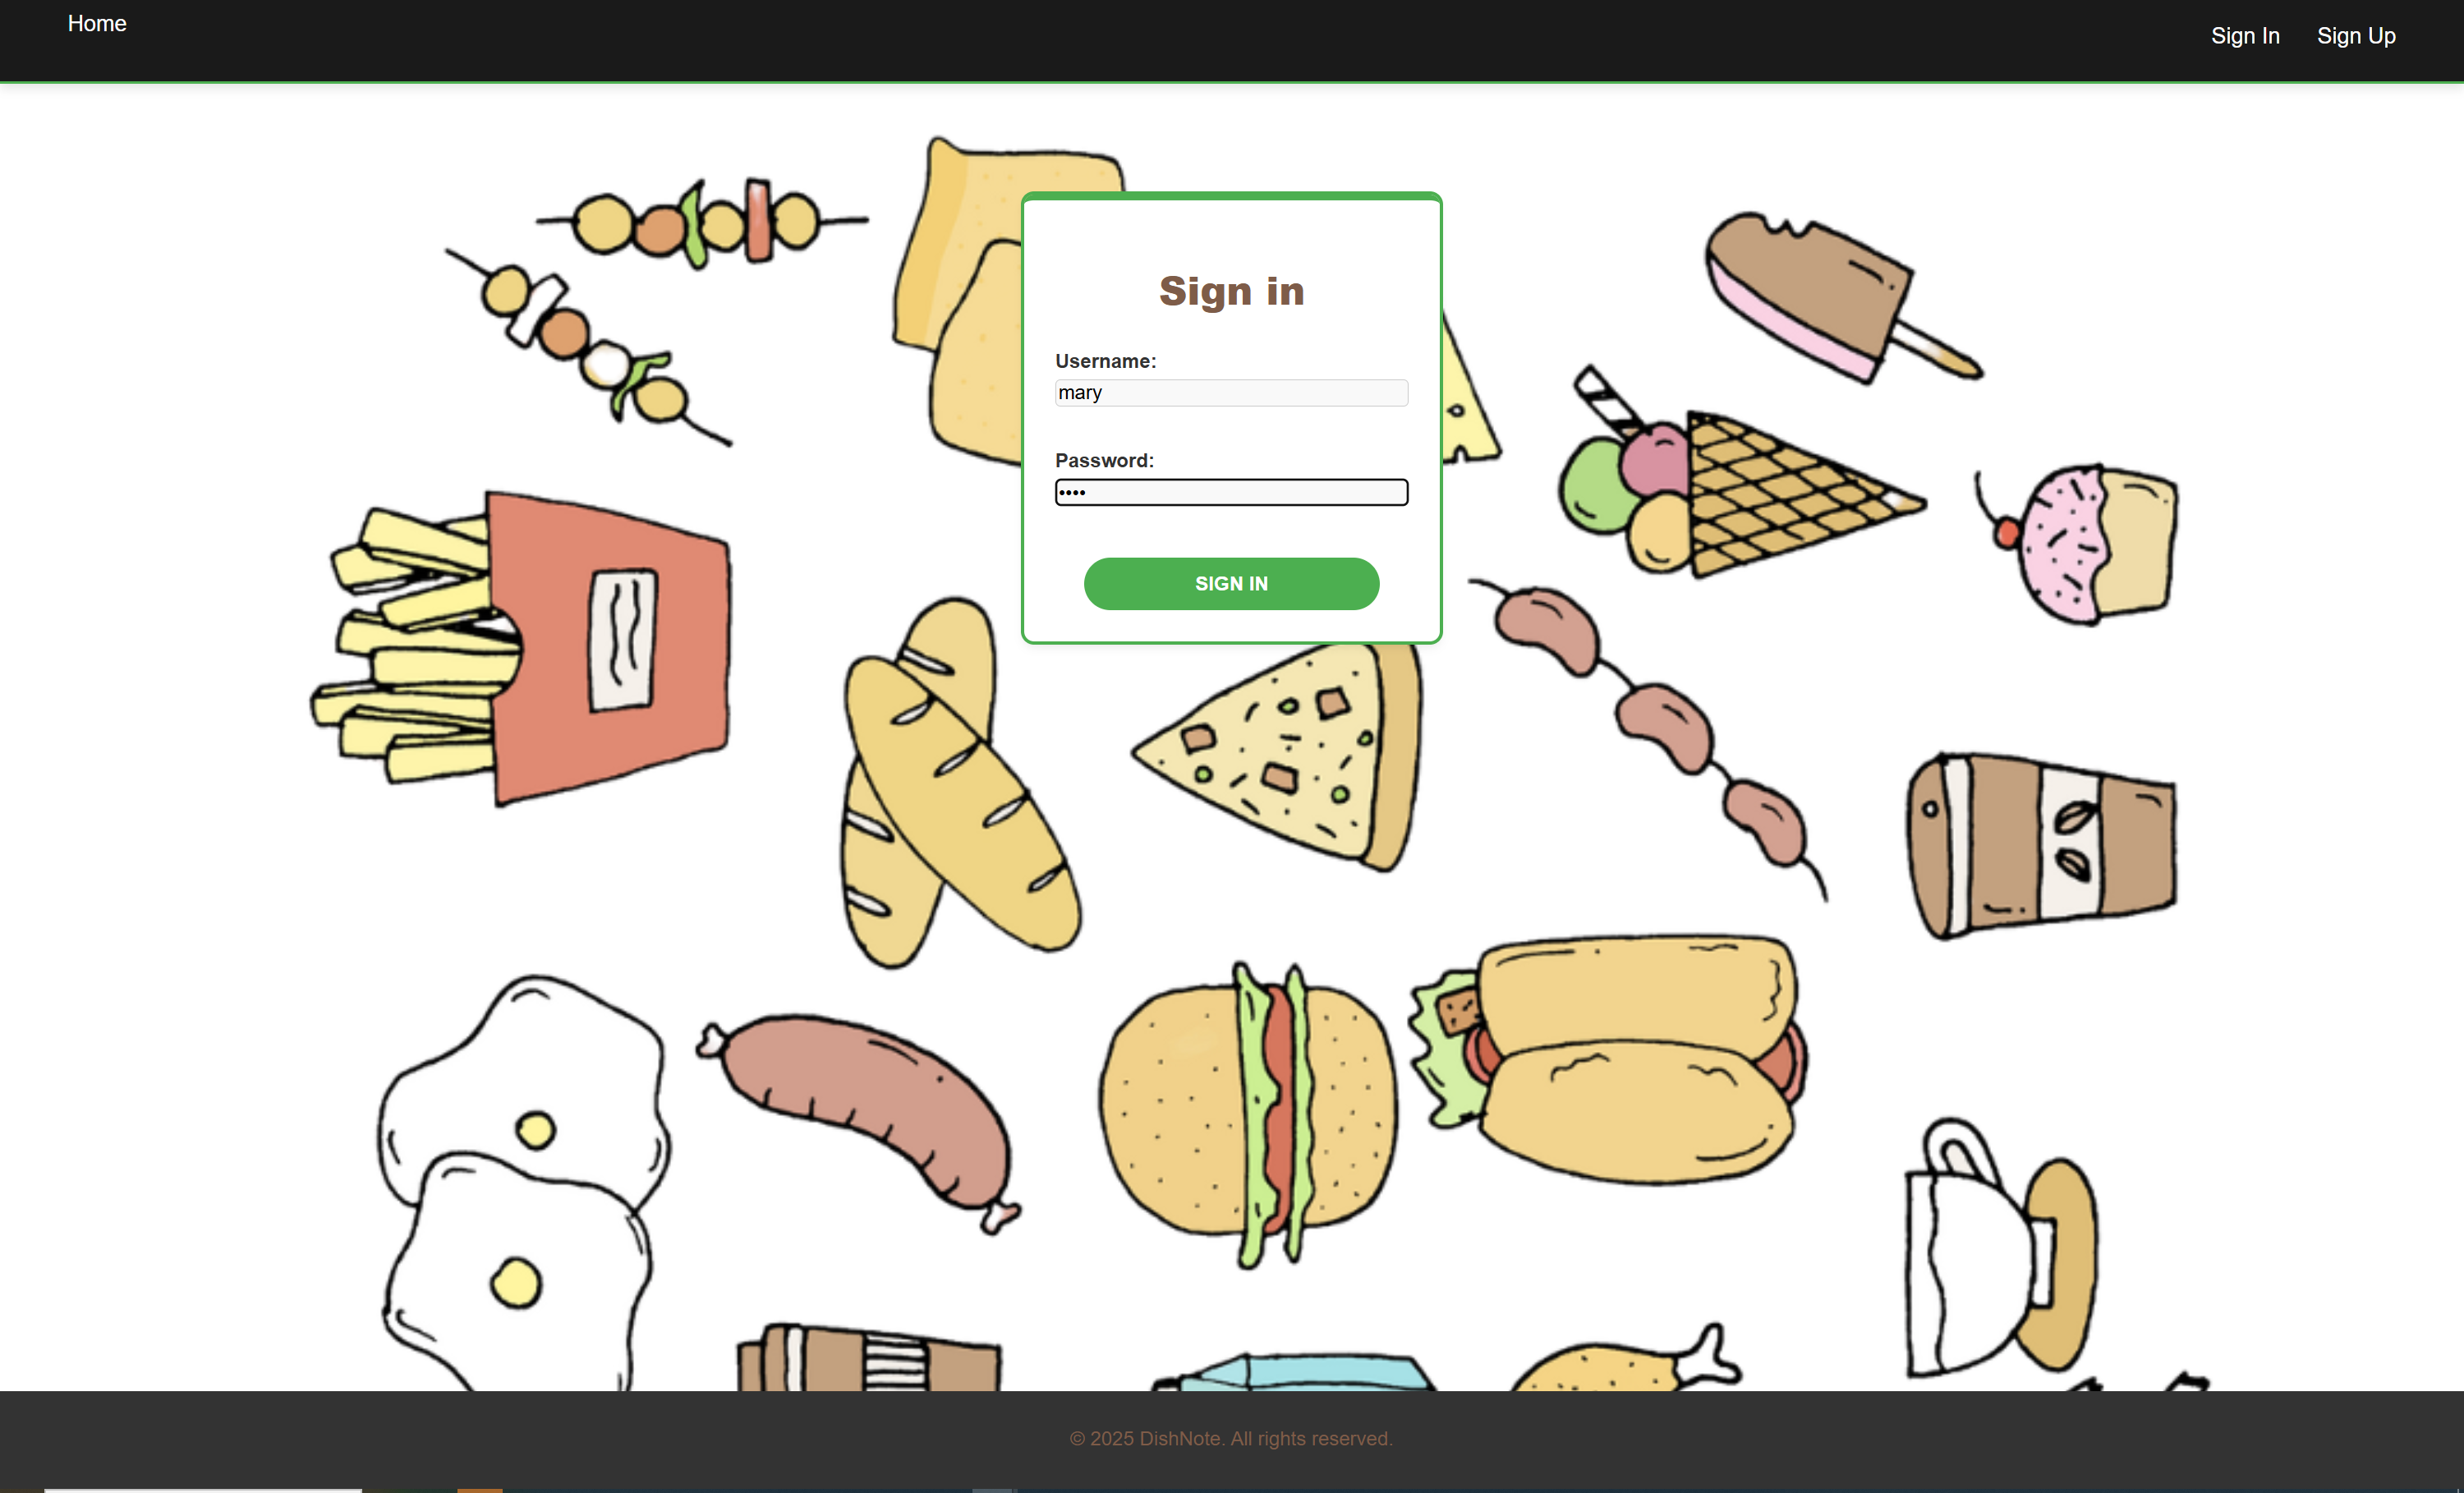 Home
Sign In Sign Up
Sign in
Username:
mary
Password:
••••
SIGN IN
© 2025 DishNote. All rights reserved.